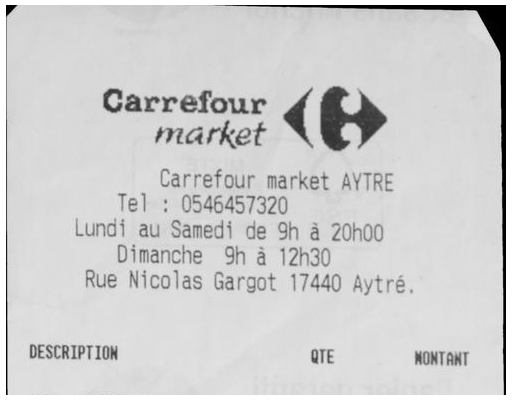 Carrefour
market
Carrefour market AYTRE
Tel : 0546457320
Lundi au Samedi de 9h à 20h00
Dimanche 9h à 12h30
Rue Nicolas Gargot 17440 Aytré.
DESCRIPTION QTE MONTANT